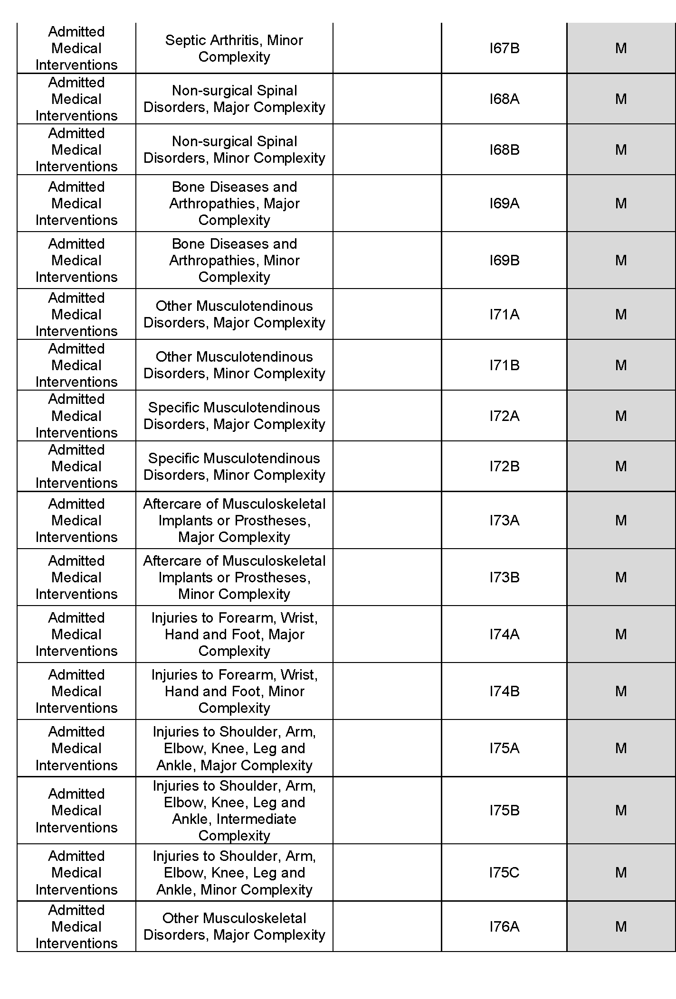 Admitted
Medical
Interventions
Septic Arthritis, Minor
Complexity
I67B
M
Admitted
Medical
Interventions
Non-surgical Spinal
Disorders, Major Complexity
I68A
M
Admitted
Medical
Interventions
Non-surgical Spinal
Disorders, Minor Complexity
I68B
M
Admitted
Medical
Interventions
Bone Diseases and
Arthropathies, Major
Complexity
I69A
M
Admitted
Medical
Interventions
Bone Diseases and
Arthropathies, Minor
Complexity
I69B
M
Admitted
Medical
Interventions
Other Musculotendinous
Disorders, Major Complexity
I71A
M
Admitted
Medical
Interventions
Other Musculotendinous
Disorders, Minor Complexity
I71B
M
Admitted
Medical
Interventions
Specific Musculotendinous
Disorders, Major Complexity
I72A
M
Admitted
Medical
Interventions
Specific Musculotendinous
Disorders, Minor Complexity
I72B
M
Admitted
Medical
Interventions
Aftercare of Musculoskeletal
Implants or Prostheses,
Major Complexity
I73A
M
Admitted
Medical
Interventions
Aftercare of Musculoskeletal
Implants or Prostheses,
Minor Complexity
I73B
M
Admitted
Medical
Interventions
Injuries to Forearm, Wrist,
Hand and Foot, Major
Complexity
I74A
M
Admitted
Medical
Interventions
Injuries to Forearm, Wrist,
Hand and Foot, Minor
Complexity
I74B
M
Admitted
Medical
Interventions
Injuries to Shoulder, Arm,
Elbow, Knee, Leg and
Ankle, Major Complexity
I75A
M
Admitted
Medical
Interventions
Injuries to Shoulder, Arm,
Elbow, Knee, Leg and
Ankle, Intermediate
Complexity
I75B
M
Admitted
Medical
Interventions
Injuries to Shoulder, Arm,
Elbow, Knee, Leg and
Ankle, Minor Complexity
I75C
M
Admitted
Medical
Interventions
Other Musculoskeletal
Disorders, Major Complexity
I76A
M